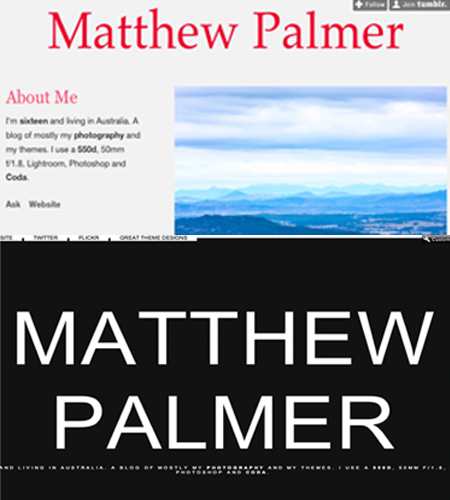 Follow Join tumblr.
Matthew Palmer
About Me
I'm sixteen and living in Australia. A
blog of mostly my photography and
my themes. I use a 550d, 50mm
f/1.8, Lightroom, Photoshop and
Coda.
Ask Website
SITE TWITTER FLICKR GREAT THEME DESIGNS
MATTHEW
PALMER
AND LIVING IN AUSTRALIA. A BLOG OF MOSTLY MY PHOTOGRAPHY AND MY THEMES. I USE A 550D, 50MM F/1.8,
PHOTOSHOP AND CODA.